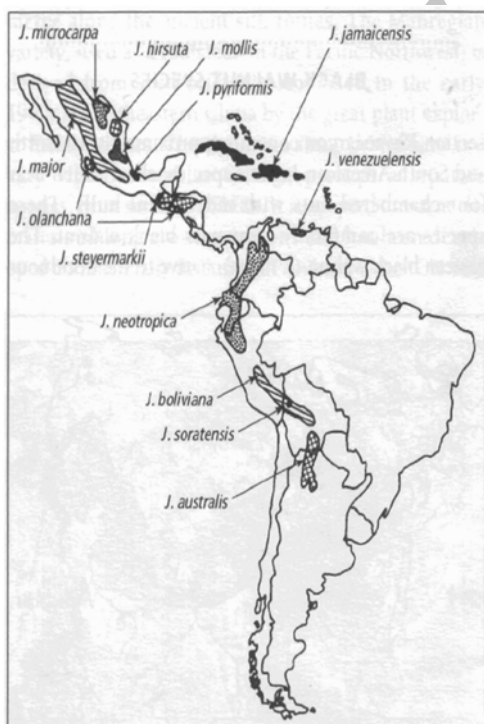 J. microcarpa
J. hirsuta
J. mollis
J. jamaicensis
J. pyriformis
J. major
J. venezuelensis
J. olanchana
J. steyermarkii
J. neotropica
J. boliviana
J. soratensis
J. australis